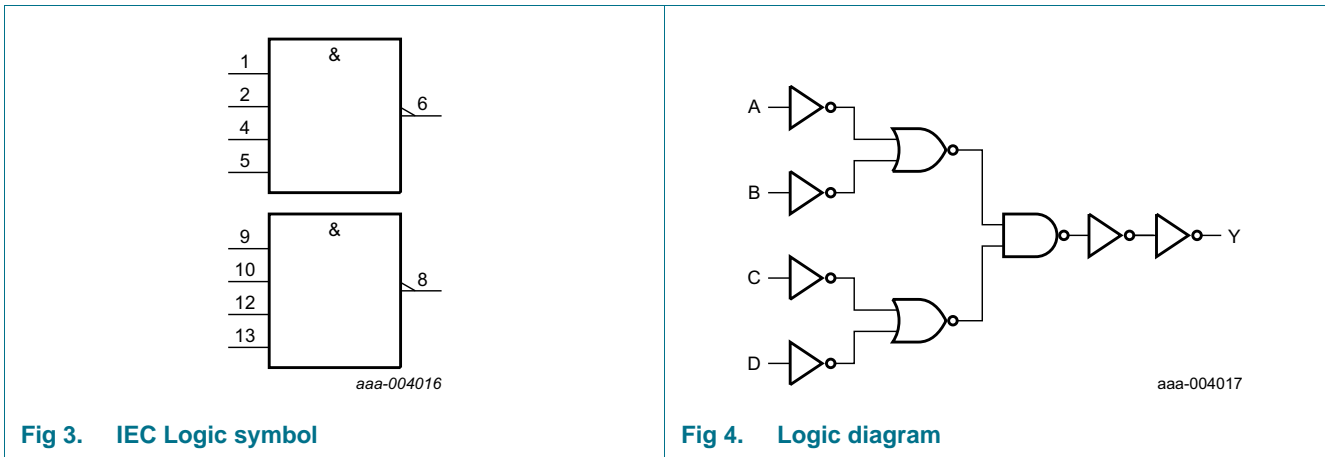 &
1
2
4
5
6
&
9
10
12
13
8
aaa-004016
Fig 3. IEC Logic symbol
A
B
C
D
Y
aaa-004017
Fig 4. Logic diagram